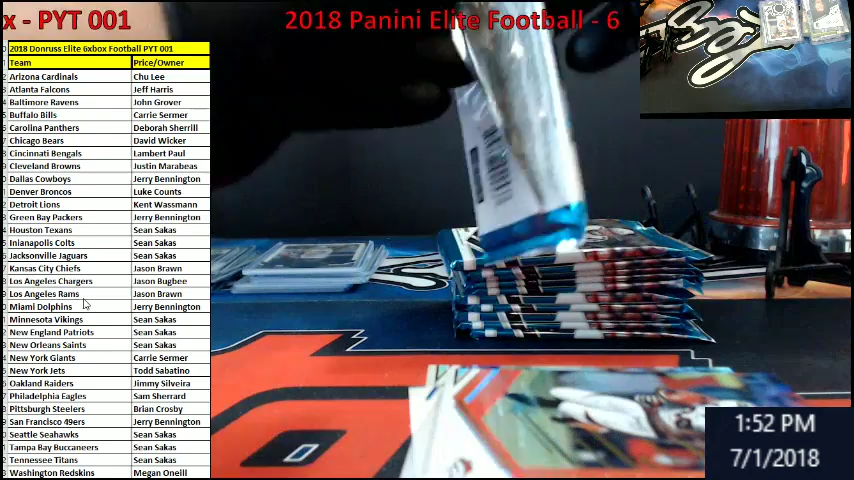 x - PYT 001
2018 Panini Elite Football - 6
2018 Donruss Elite 6xbox Football PYT 001
Team Price/Owner
Arizona Cardinals Chu Lee
Atlanta Falcons Jeff Harris
Baltimore Ravens John Grover
Buffalo Bills Carrie Sermer
Carolina Panthers Deborah Sherrill
Chicago Bears David Wicker
Cincinnati Bengals Lambert Paul
Cleveland Browns Justin Marabeas
Dallas Cowboys Jerry Bennington
Denver Broncos Luke Counts
Detroit Lions Kent Wassmann
Green Bay Packers Jerry Bennington
Houston Texans Sean Sakas
Inianapolis Colts Sean Sakas
Jacksonville Jaguars Sean Sakas
Kansas City Chiefs Jason Brawn
Los Angeles Chargers Jason Bugbee
Los Angeles Rams Jason Brawn
Miami Dolphins Jerry Bennington
Minnesota Vikings Sean Sakas
New England Patriots Sean Sakas
New Orleans Saints Sean Sakas
New York Giants Carrie Sermer
New York Jets Todd Sabatino
Oakland Raiders Jimmy Silveira
Philadelphia Eagles Sam Sherrard
Pittsburgh Steelers Brian Crosby
San Francisco 49ers Jerry Bennington
Seattle Seahawks Sean Sakas
Tampa Bay Buccaneers Sean Sakas
Tennessee Titans Sean Sakas
Washington Redskins Megan Oneill
1:52 PM
7/1/2018